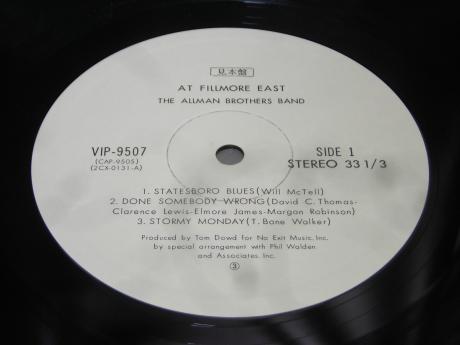 見本盤
AT FILLMORE EAST
THE ALLMAN BROTHERS BAND
VIP-9507
(CAP-9505)
(2CX-0131-A)
SIDE 1
STEREO 33 1/3
1. STATESBORO BLUES(Will McTell)
2. DONE SOMEBODY WRONG(David C. Thomas-
Clarence Lewis-Elmore James-Margan Robinson)
3. STORMY MONDAY(T. Bane Walker)
Produced by Tom Dowd for No Exit Music, Inc.
by special arrangement with Phil Walden
and Associates, Inc.
③